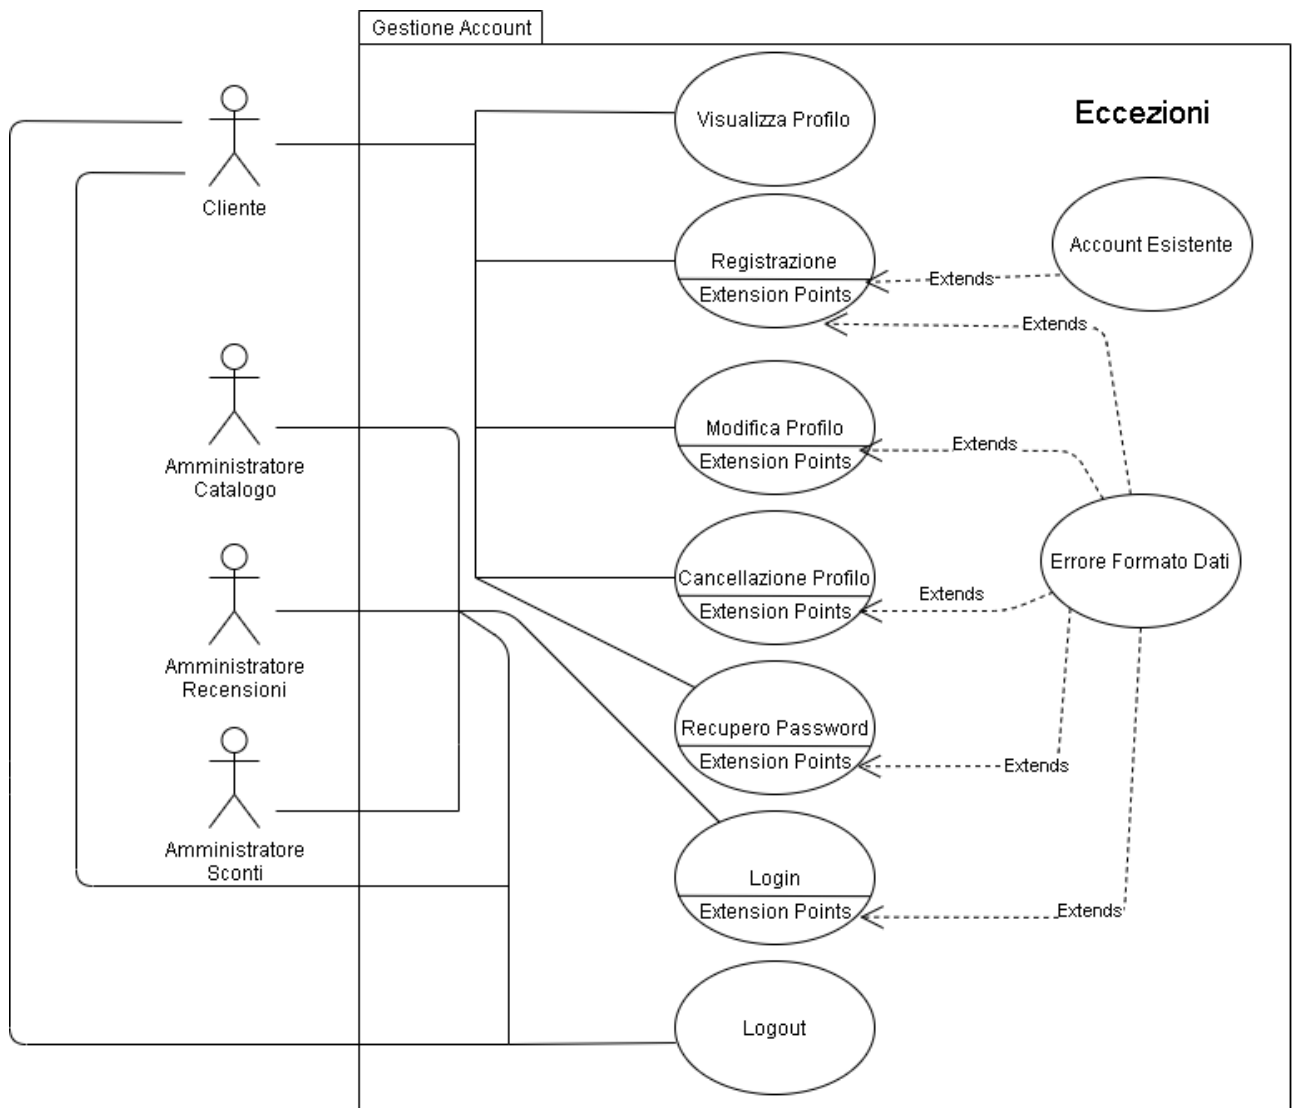 Gestione Account
Visualizza Profilo
Eccezioni
Cliente
Registrazione
Extension Points
Account Esistente
Extends
Extends
Amministratore
Catalogo
Modifica Profilo
Extension Points
Extends
Amministratore
Recensioni
Cancellazione Profilo
Extension Points
Extends
Errore Formato Dati
Amministratore
Sconti
Recupero Password
Extension Points
Extends
Login
Extension Points
Extends
Logout